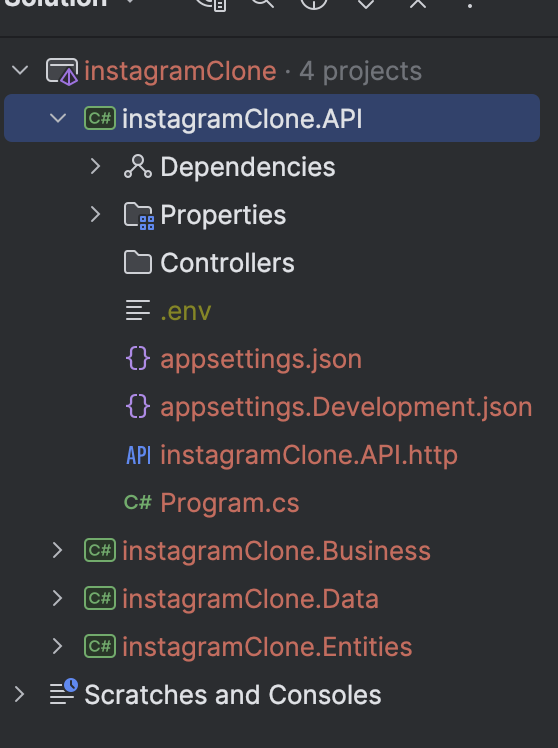 Solution
instagramClone · 4 projects
C# instagramClone.API
Dependencies
Properties
Controllers
.env
{} appsettings.json
{} appsettings.Development.json
API instagramClone.API.http
C# Program.cs
C# instagramClone.Business
C# instagramClone.Data
C# instagramClone.Entities
Scratches and Consoles